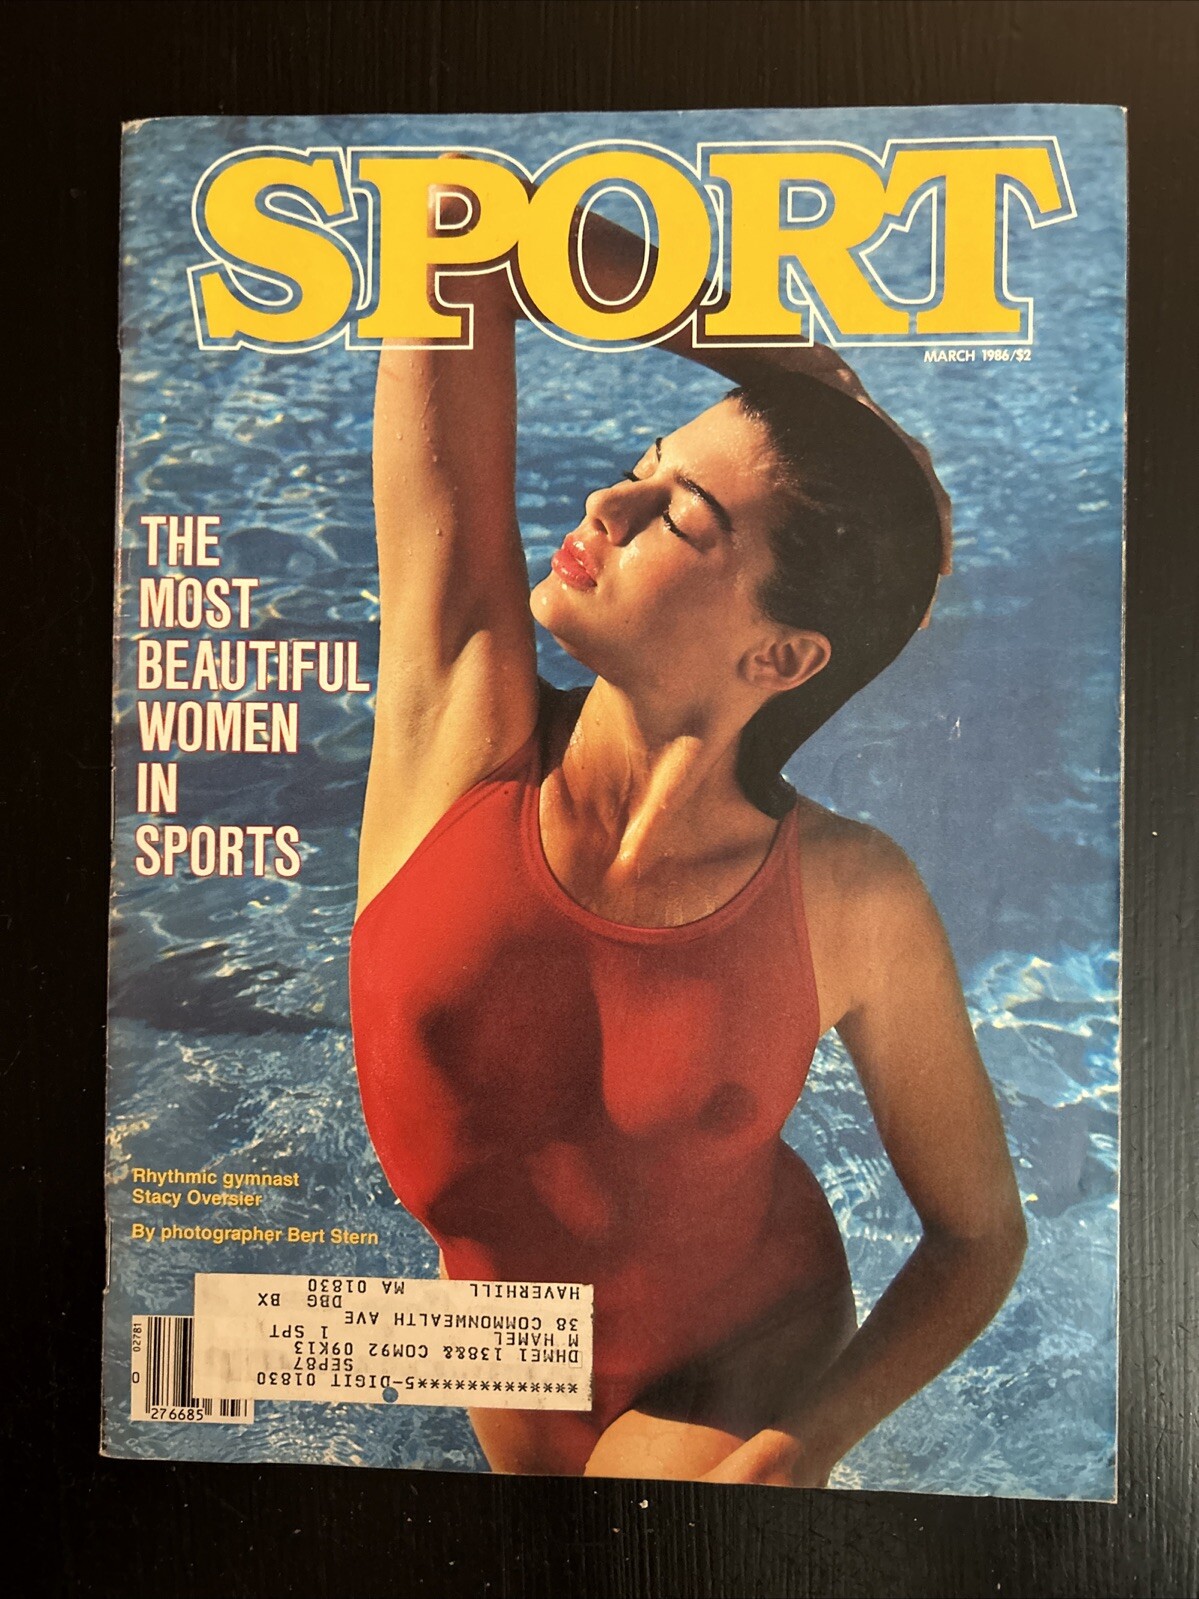 SPORT
MARCH 1986/$2
THE
MOST
BEAUTIFUL
WOMEN
IN
SPORTS
Rhythmic gymnast
Stacy Oversier
By photographer Bert Stern
**************5-DIGIT 01830
SEP87
DHME1 138&& COM92 09K13
M HAMEL 1 SPT
38 COMMONWEALTH AVE
DBG BX
HAVERHILL MA 01830
0 02781
276685